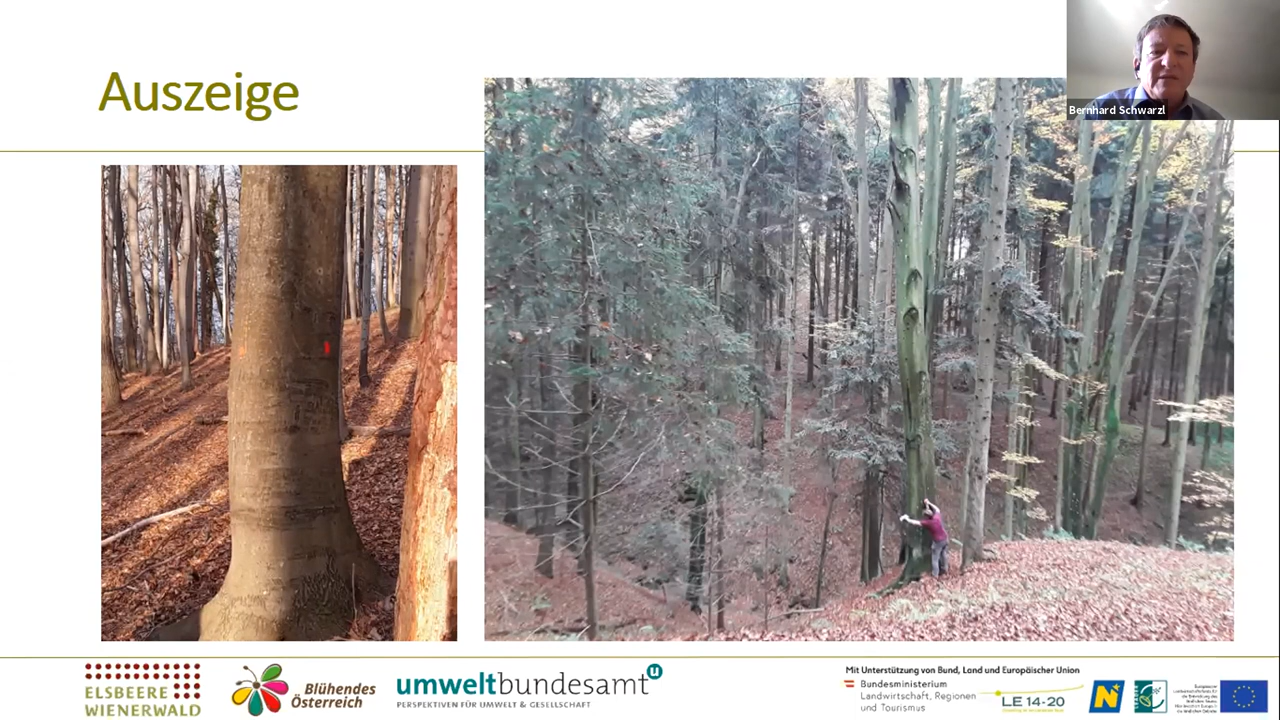 Auszeige
Bernhard Schwarzl
ELSBEERE
WIENERWALD
Blühendes
Österreich
umweltbundesamt
u
PERSPEKTIVEN FÜR UMWELT & GESELLSCHAFT
Mit Unterstützung von Bund, Land und Europäischer Union
Bundesministerium
Landwirtschaft, Regionen
und Tourismus
LE 14-20
N